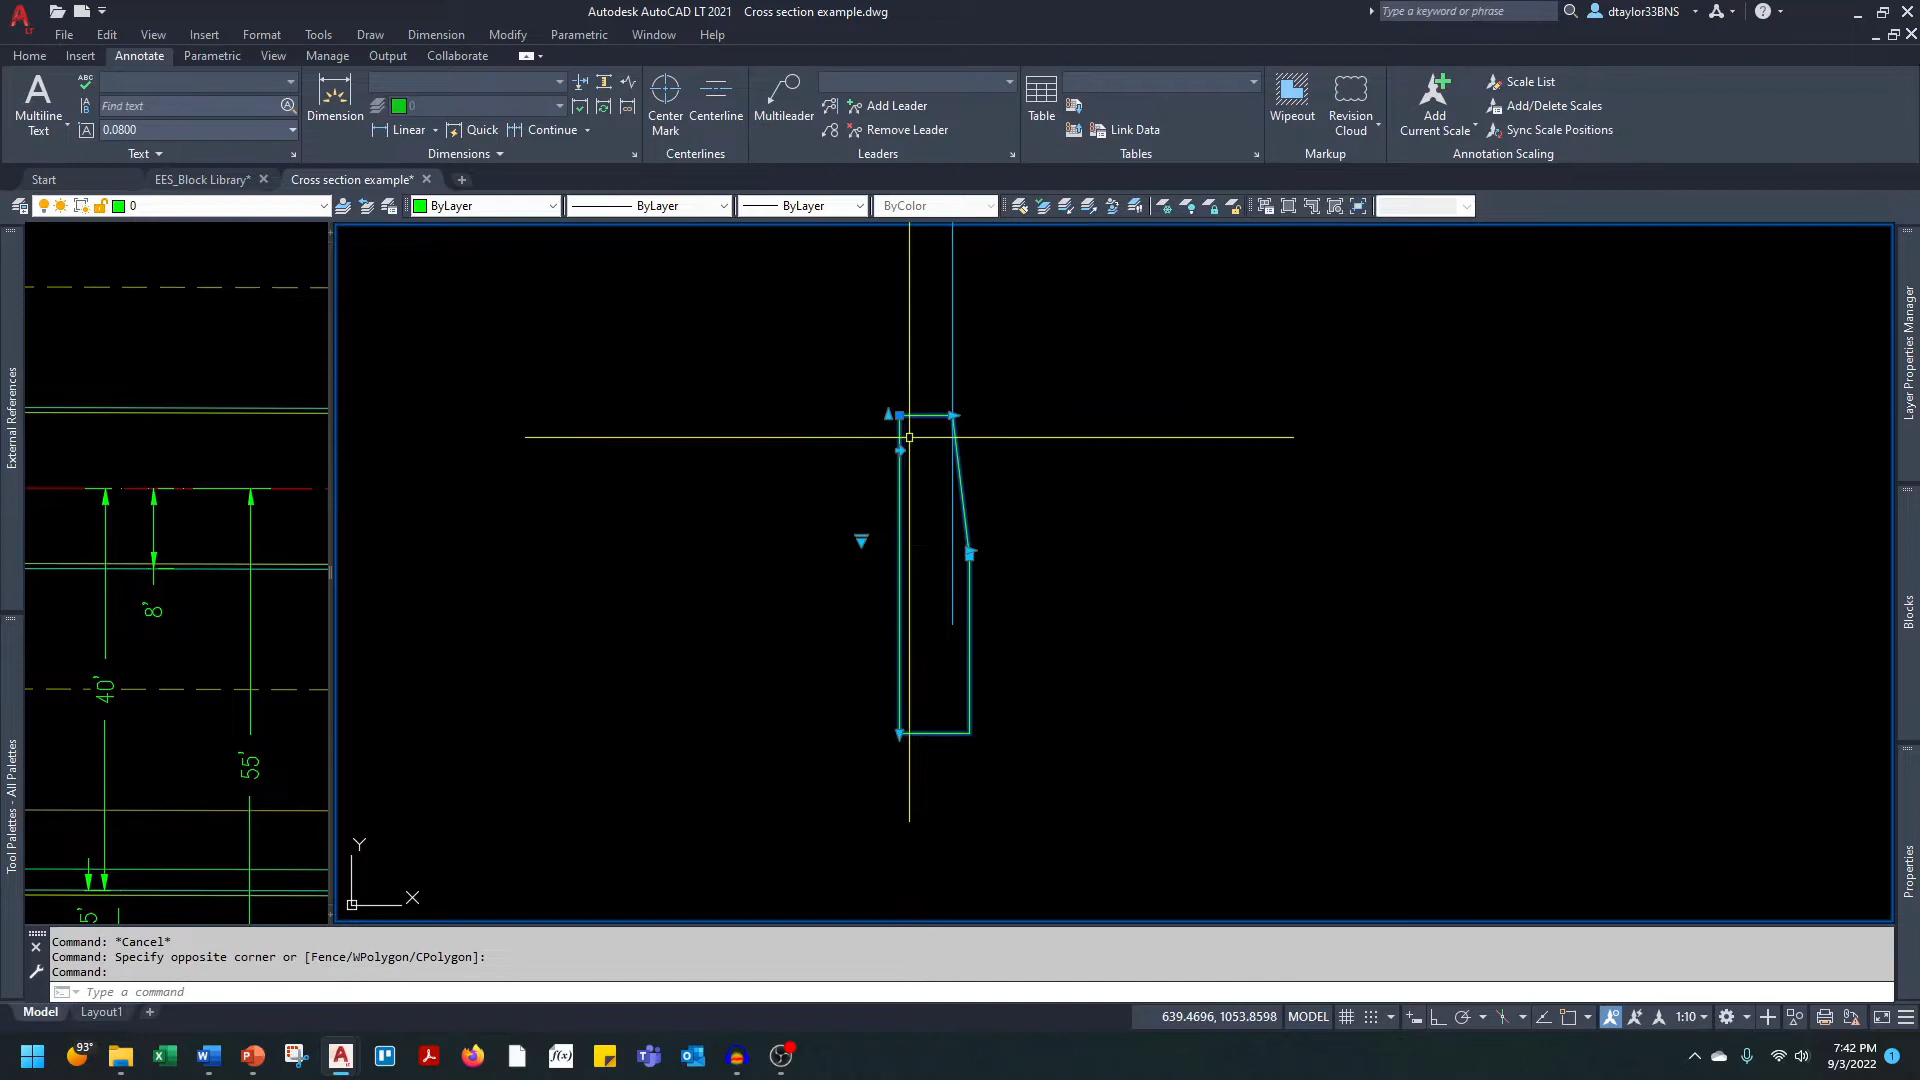 Autodesk AutoCAD LT 2021 Cross section example.dwg
Type a keyword or phrase
dtaylor33BNS
LT
File Edit View Insert Format Tools Draw Dimension Modify Parametric Window Help
Home Insert Annotate Parametric View Manage Output Collaborate
ABC
Find text
0.0800
Multiline Text
Text
Dimension
0
Linear Quick Continue
Dimensions
Center Mark
Centerline
Centerlines
Multileader
Add Leader
Remove Leader
Leaders
Table
Link Data
Tables
Wipeout
Revision Cloud
Markup
Add Current Scale
Scale List
Add/Delete Scales
Sync Scale Positions
Annotation Scaling
Start EES_Block Library* Cross section example*
0 ByLayer ByLayer ByLayer ByColor
External References
Tool Palettes - All Palettes
8'
40'
55'
5'
Y
X
Layer Properties Manager
Blocks
Properties
Command: *Cancel*
Command: Specify opposite corner or [Fence/WPolygon/CPolygon]:
Command:
Type a command
Model Layout1
639.4696, 1053.8598 MODEL 1:10
93°
f(x)
7:42 PM
9/3/2022
1